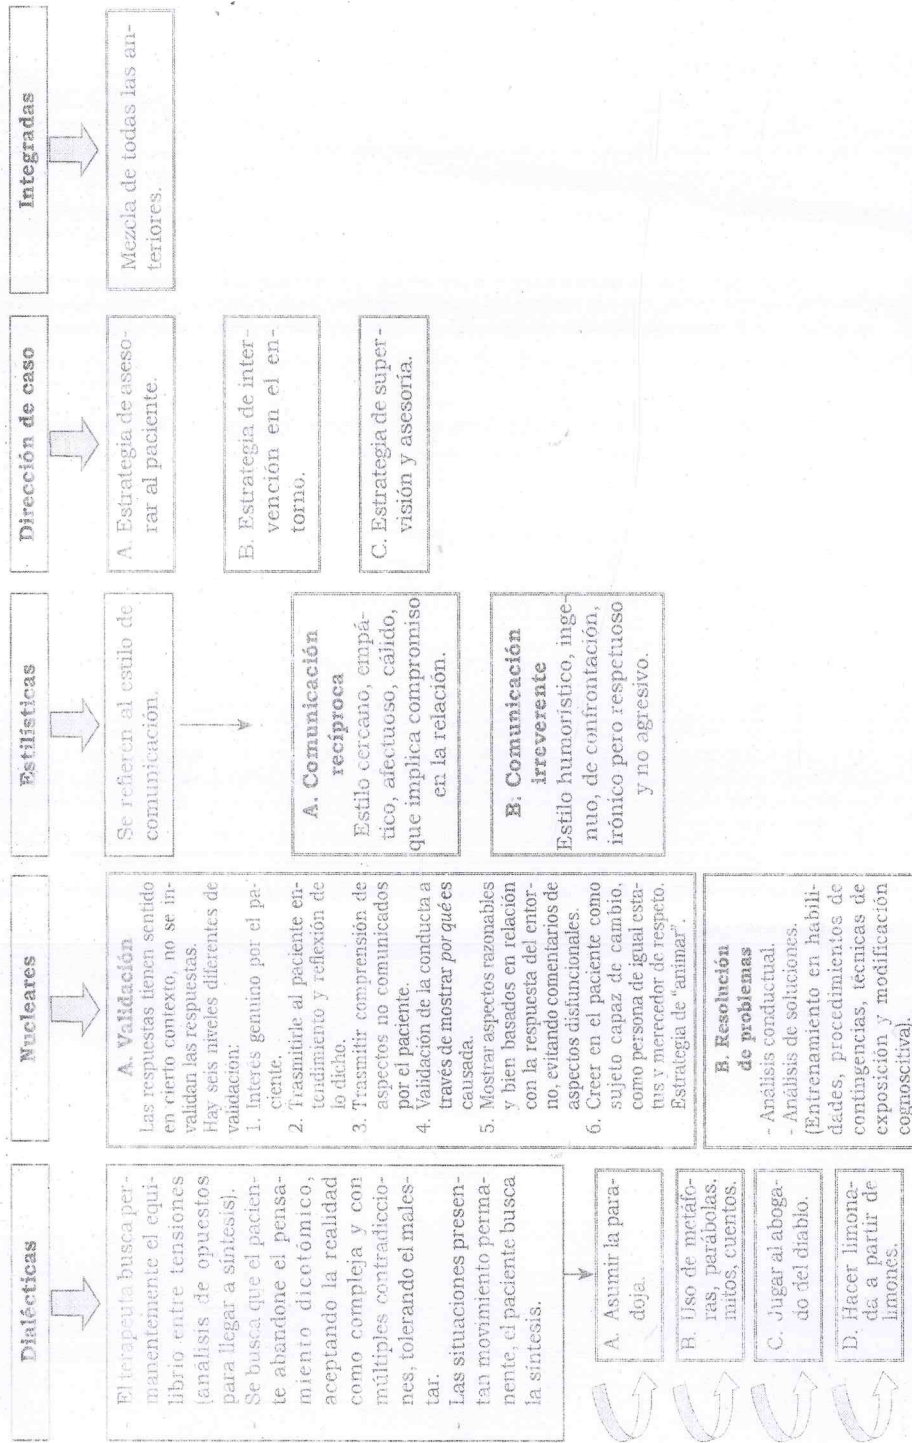 Dialécticas
- El terapeuta busca per-
manentemente el equi-
librio entre tensiones
(análisis de opuestos
para llegar a síntesis).
- Se busca que el pacien-
te abandone el pensa-
miento dicotómico,
aceptando la realidad
como compleja y con
múltiples contradiccio-
nes, tolerando el males-
tar.
- Las situaciones presen-
tan movimiento perma-
nente, el paciente busca
la síntesis.
A. Asumir la para-
doja.
B. Uso de metáfo-
ras, parábolas,
mitos, cuentos.
C. Jugar al aboga-
do del diablo.
D. Hacer limona-
da a partir de
limones.
Nucleares
A. Validación
Las respuestas tienen sentido
en cierto contexto, no se in-
validan las respuestas.
Hay seis niveles diferentes de
validación:
1. Interés genuino por el pa-
ciente.
2. Trasmitirle al paciente en-
tendimiento y reflexión de
lo dicho.
3. Trasmitir comprensión de
aspectos no comunicados
por el paciente.
4. Validación de la conducta a
través de mostrar por qué es
causada.
5. Mostrar aspectos razonables
y bien basados en relación
con la respuesta del entor-
no, evitando comentarios de
aspectos disfuncionales.
6. Creer en el paciente como
sujeto capaz de cambio,
como persona de igual esta-
tus y merecedor de respeto.
Estrategia de "animar".
B. Resolución
de problemas
- Análisis conductual.
- Análisis de soluciones.
(Entrenamiento en habili-
dades, procedimientos de
contingencias, técnicas de
exposición y modificación
cognoscitiva).
Estilísticas
Se refieren al estilo de
comunicación.
A. Comunicación
recíproca
Estilo cercano, empá-
tico, afectuoso, cálido,
que implica compromiso
en la relación.
B. Comunicación
irreverente
Estilo humorístico, inge-
nuo, de confrontación,
irónico pero respetuoso
y no agresivo.
Dirección de caso
A. Estrategia de aseso-
rar al paciente.
B. Estrategia de inter-
vención en el en-
torno.
C. Estrategia de super-
visión y asesoría.
Integradas
Mezcla de todas las an-
teriores.